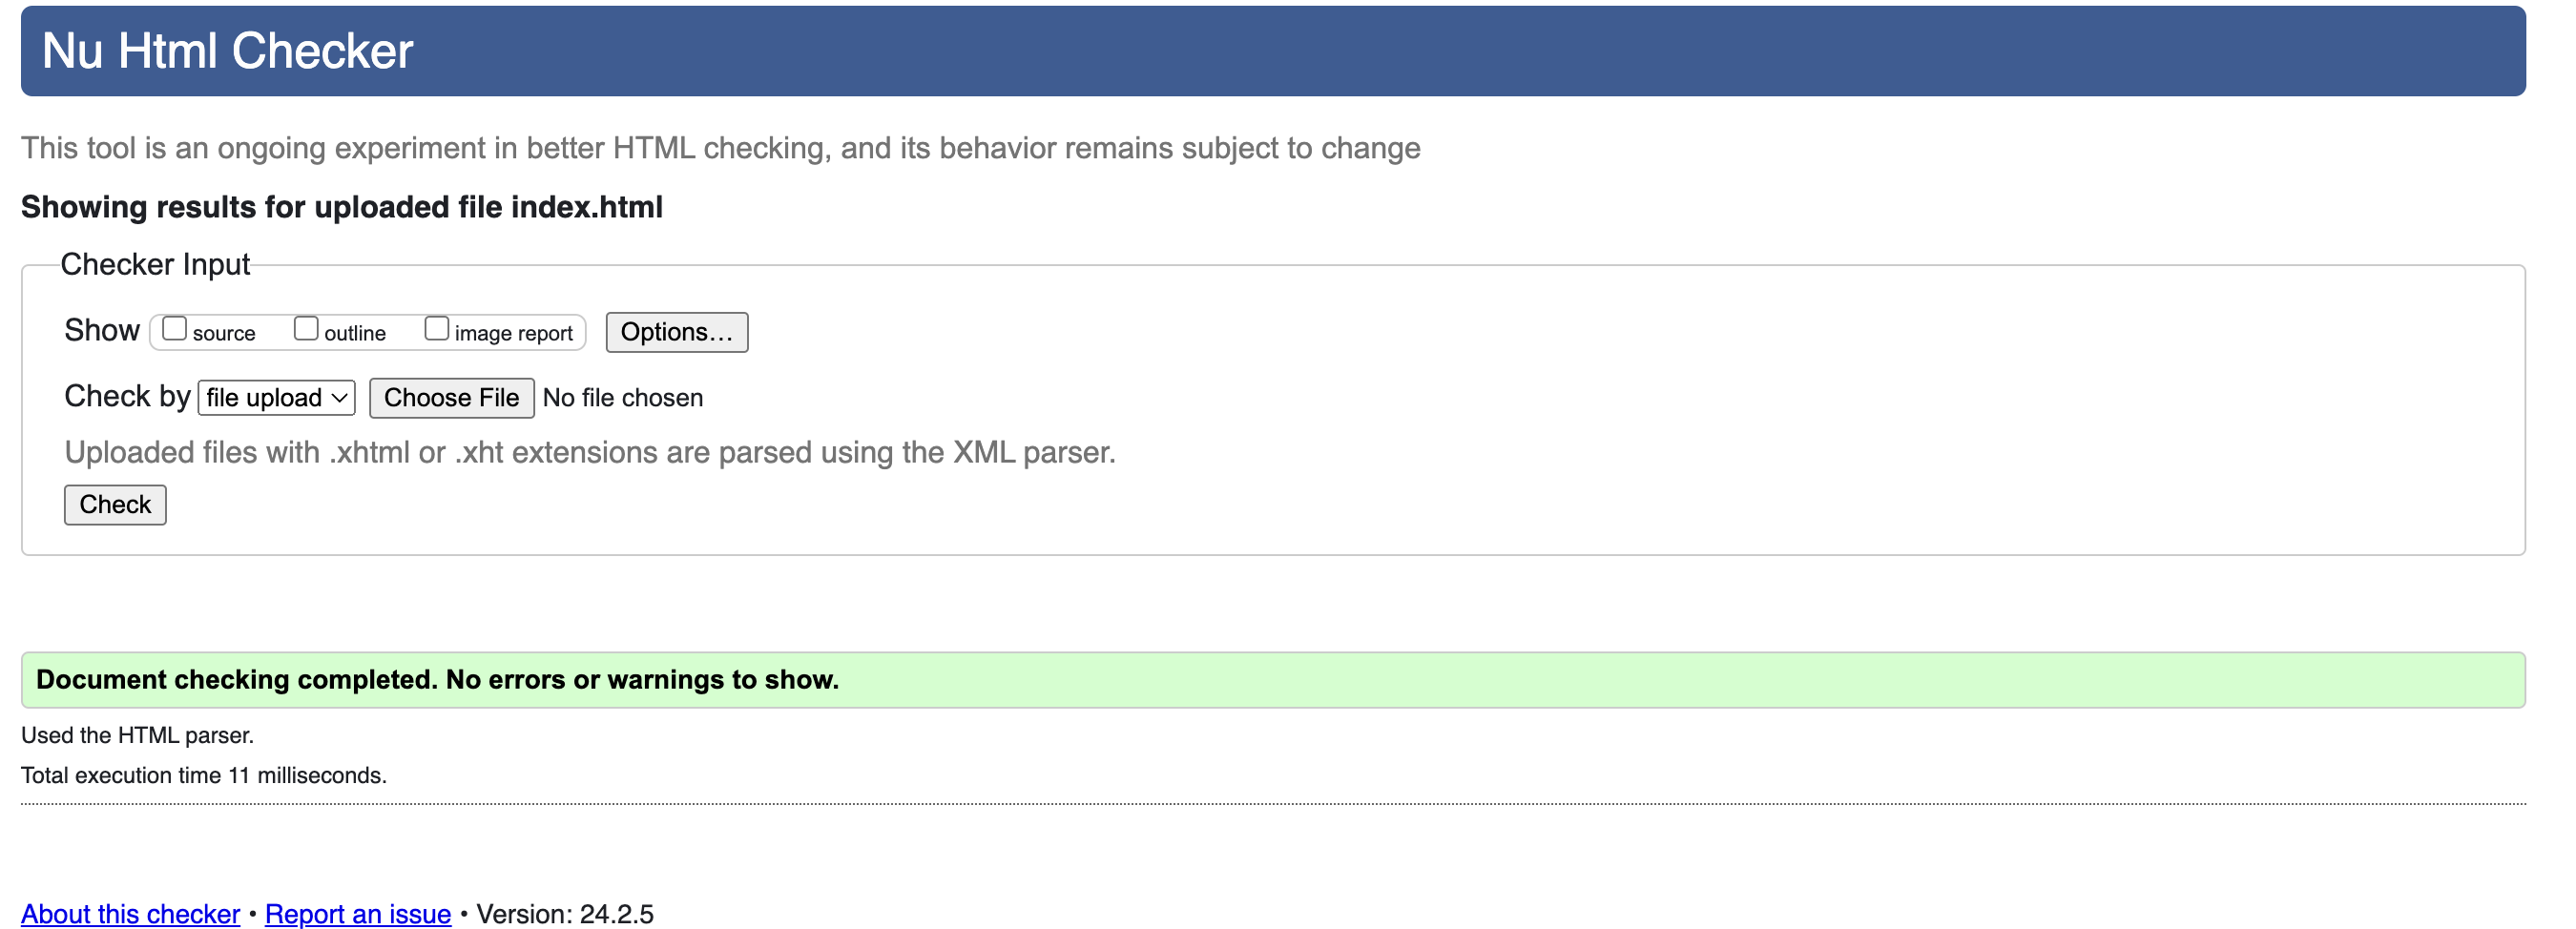 Nu Html Checker
This tool is an ongoing experiment in better HTML checking, and its behavior remains subject to change
Showing results for uploaded file index.html
Checker Input
Show source outline image report Options...
Check by file upload Choose File No file chosen
Uploaded files with .xhtml or .xht extensions are parsed using the XML parser.
Check
Document checking completed. No errors or warnings to show.
Used the HTML parser.
Total execution time 11 milliseconds.
About this checker • Report an issue • Version: 24.2.5